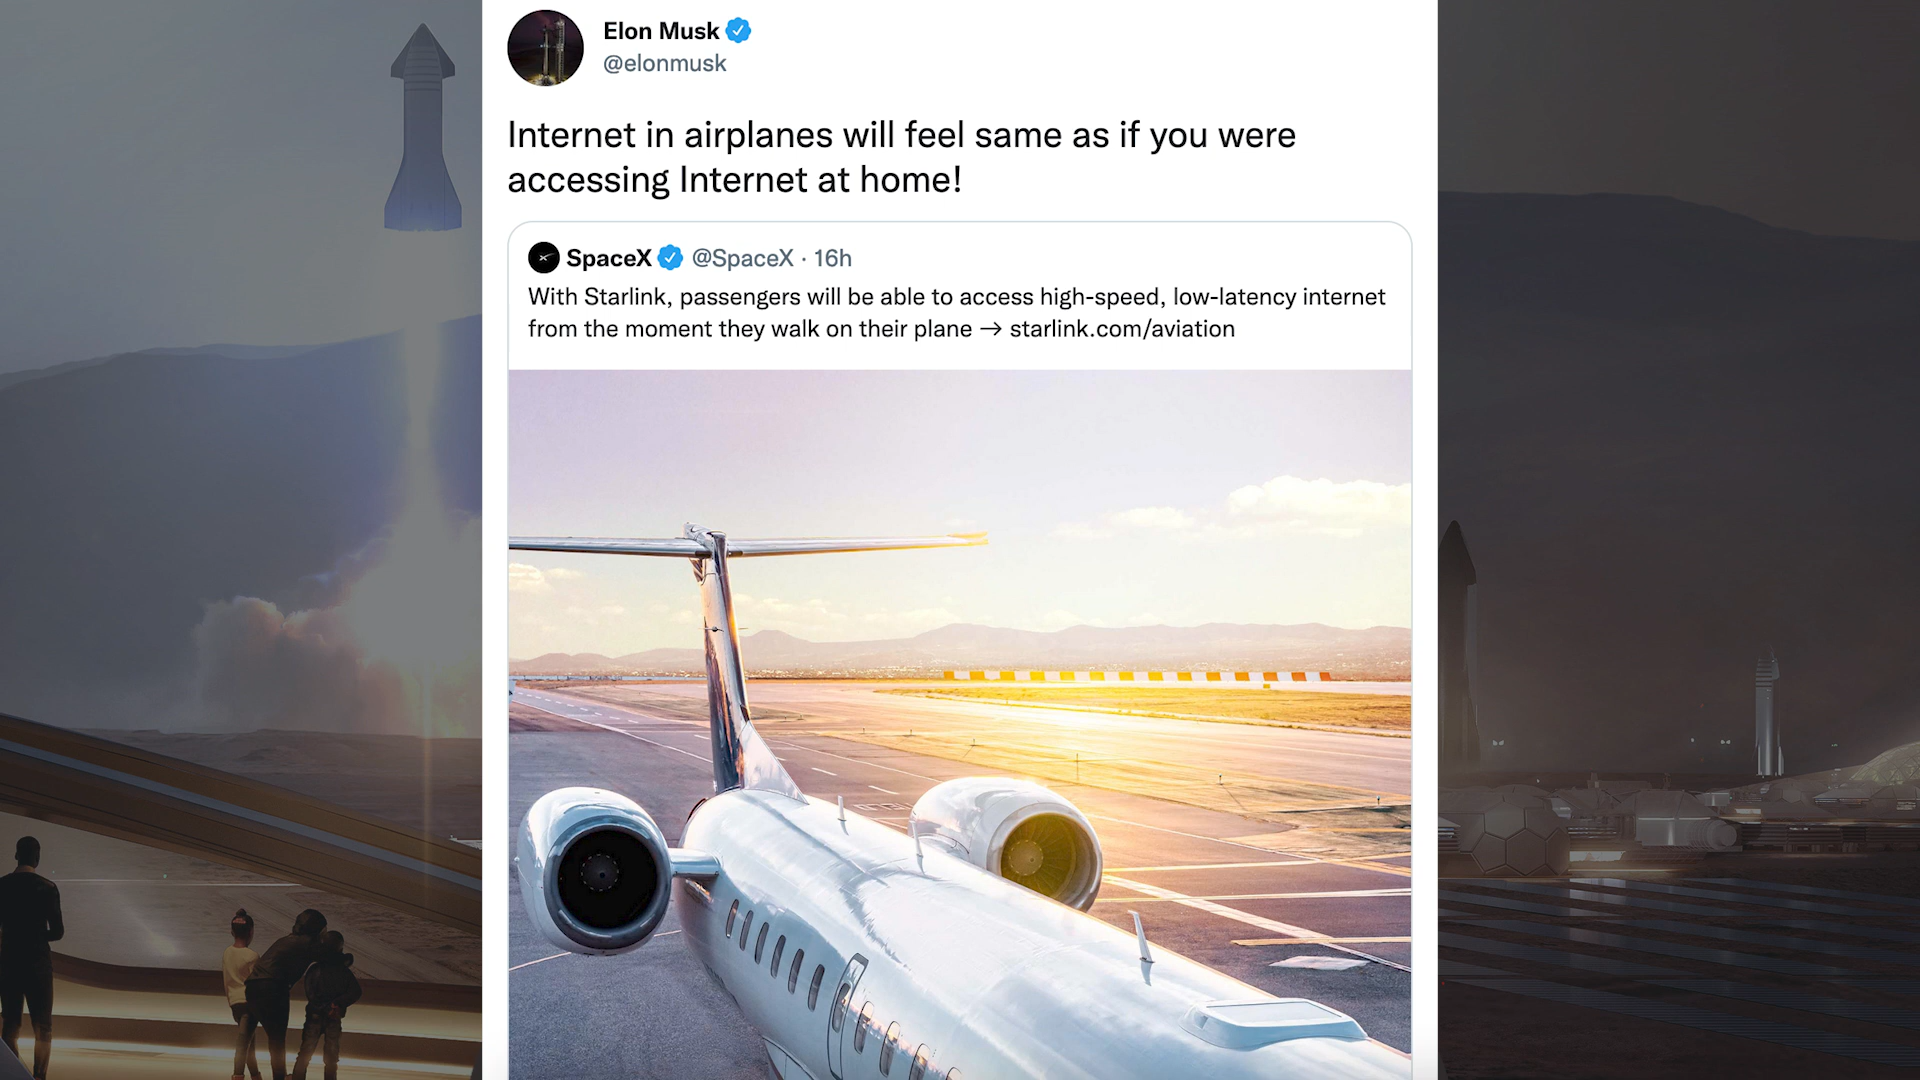 Elon Musk
@elonmusk
Internet in airplanes will feel same as if you were
accessing Internet at home!
SpaceX @SpaceX · 16h
With Starlink, passengers will be able to access high-speed, low-latency internet
from the moment they walk on their plane → starlink.com/aviation